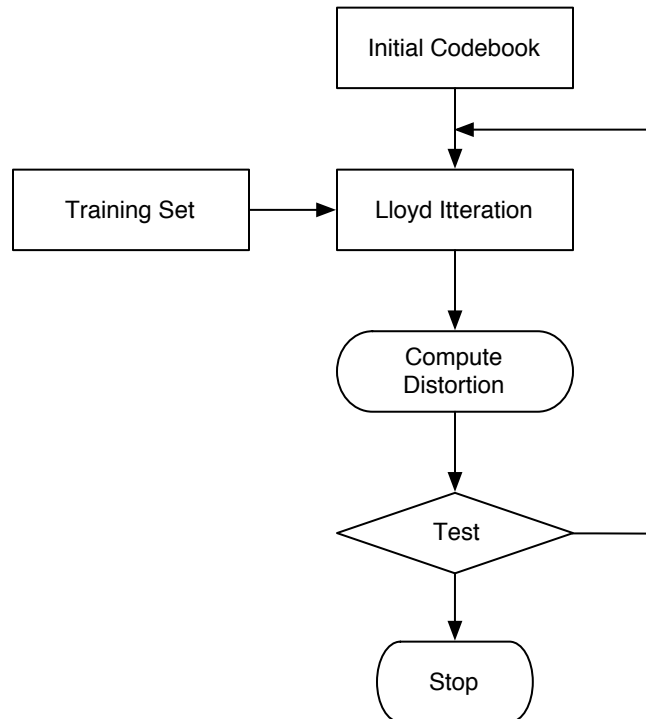 Initial Codebook
Training Set
Lloyd Itteration
Compute
Distortion
Test
Stop